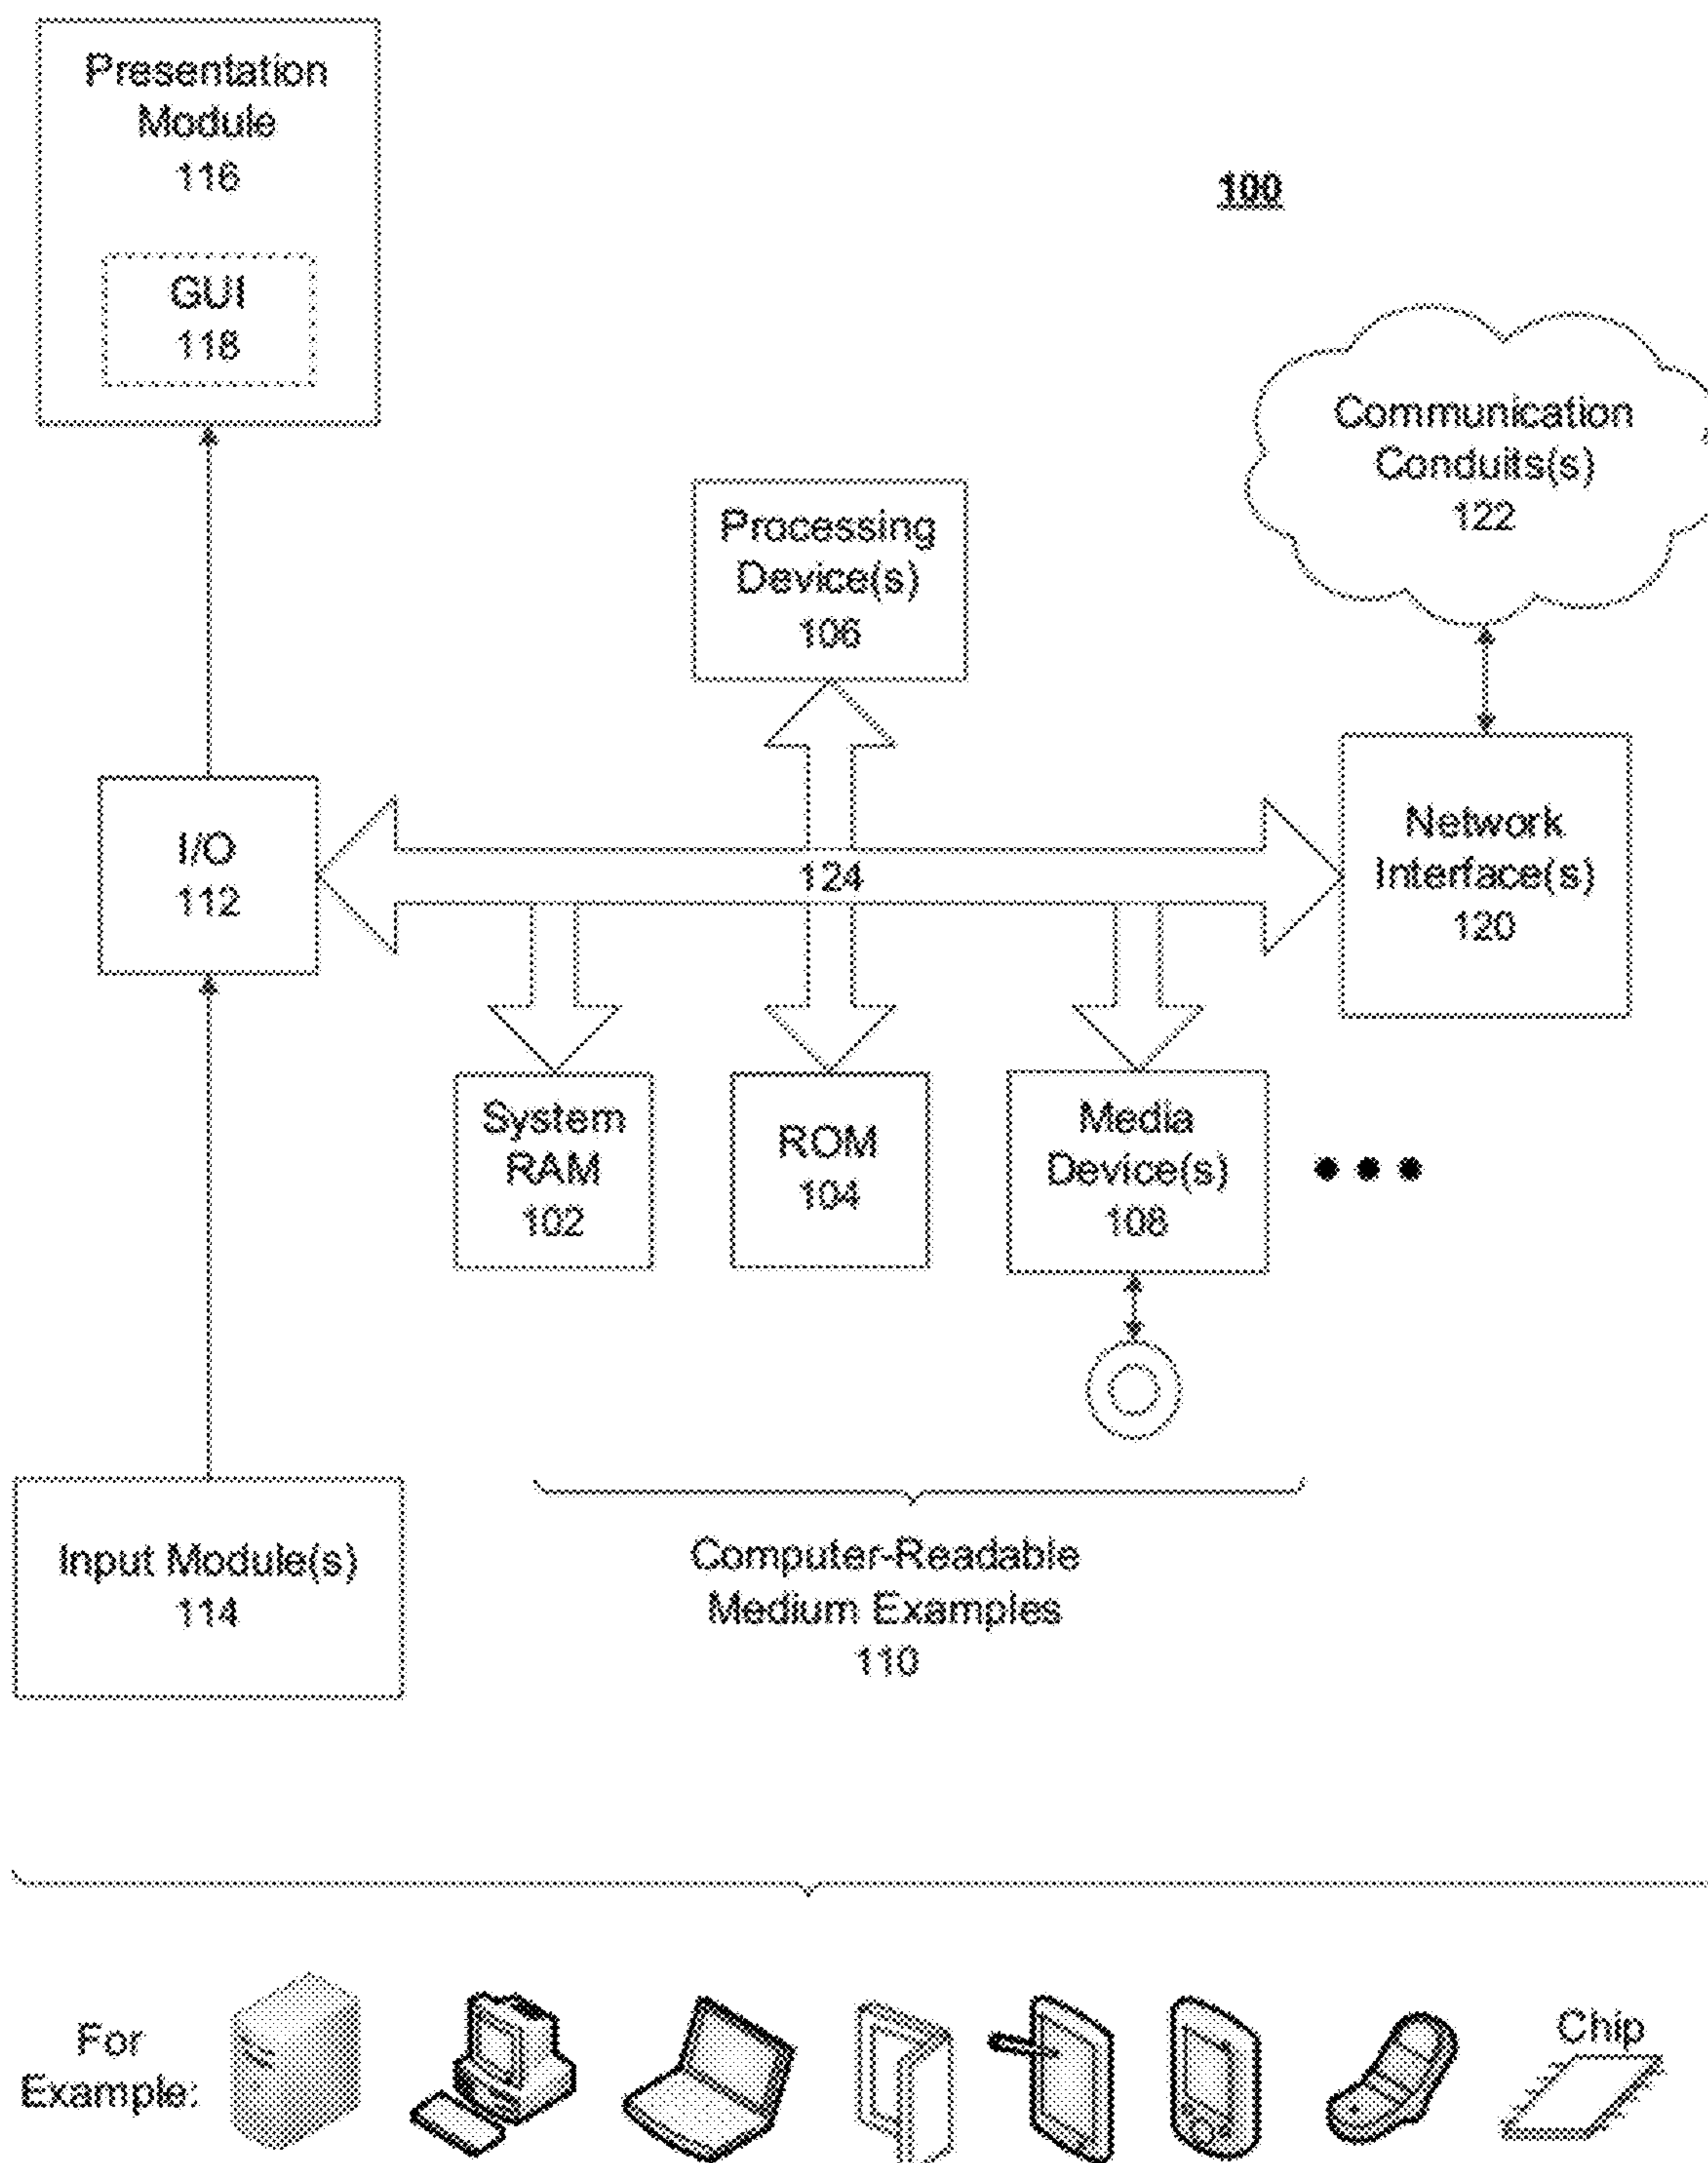 Presentation
Module
116
GUI
118
100
Communication
Conduits(s)
122
Processing
Device(s)
106
I/O
112
124
Network
Interface(s)
120
System
RAM
102
ROM
104
Media
Device(s)
108
Input Module(s)
114
Computer-Readable
Medium Examples
110
For
Example:
Chip